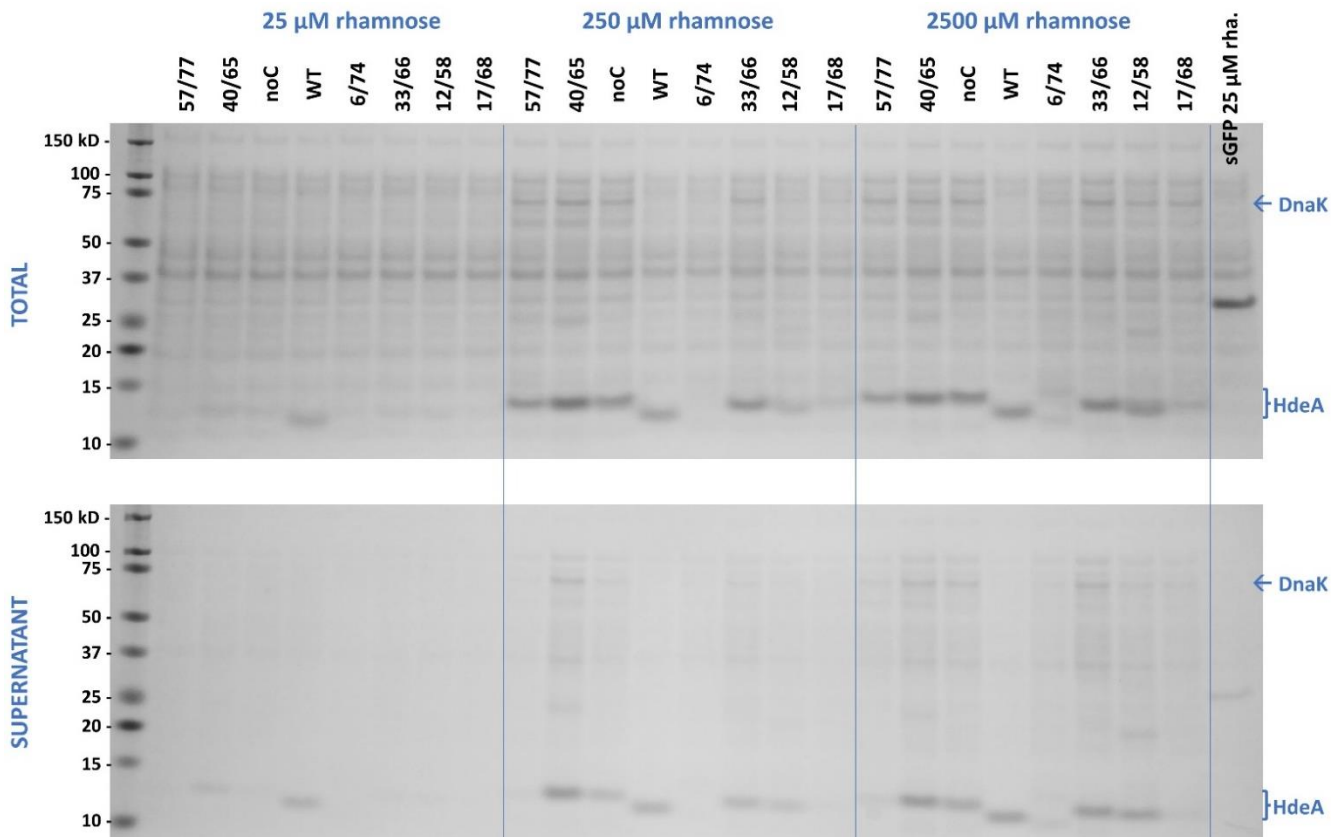 25 µM rhamnose 250 µM rhamnose 2500 µM rhamnose
57/77 40/65 noC WT 6/74 33/66 12/58 17/68 57/77 40/65 noC WT 6/74 33/66 12/58 17/68 57/77 40/65 noC WT 6/74 33/66 12/58 17/68 sGFP 25 µM rha.
TOTAL
150 kD -
100 -
75 -
50 -
37 -
25 -
20 -
15 -
10 -
← DnaK
HdeA
SUPERNATANT
150 kD -
100 -
75 -
50 -
37 -
25 -
20 -
15 -
10 -
← DnaK
HdeA